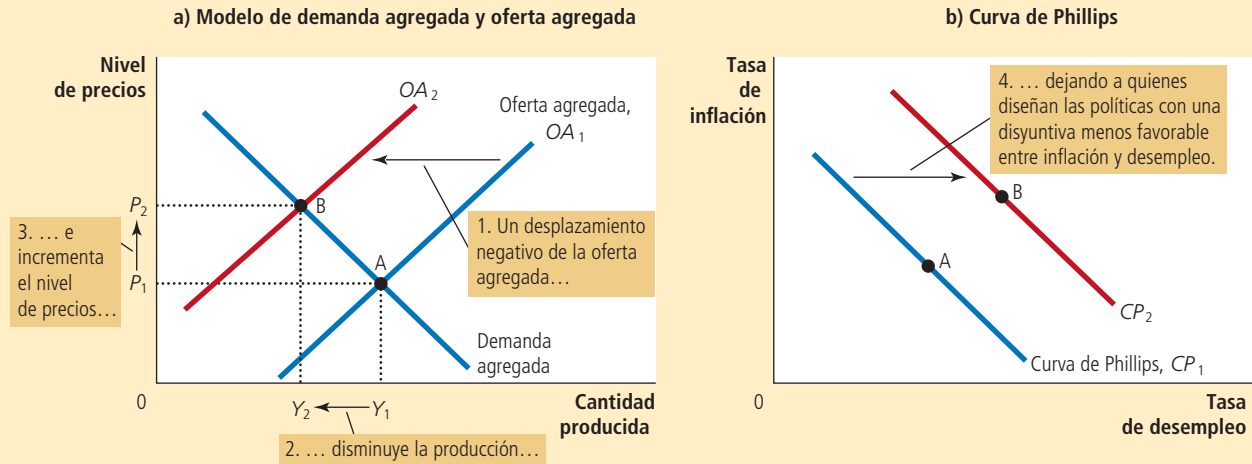 a) Modelo de demanda agregada y oferta agregada
Nivel
de precios
OA2
Oferta agregada,
OA1
P2
B
3. … e
incrementa
el nivel
de precios…
1. Un desplazamiento
negativo de la oferta
agregada…
A
P1
Demanda
agregada
0
Y2
Y1
Cantidad
producida
2. … disminuye la producción…
b) Curva de Phillips
Tasa
de
inflación
4. … dejando a quienes
diseñan las políticas con una
disyuntiva menos favorable
entre inflación y desempleo.
B
A
CP2
Curva de Phillips, CP1
0
Tasa
de desempleo